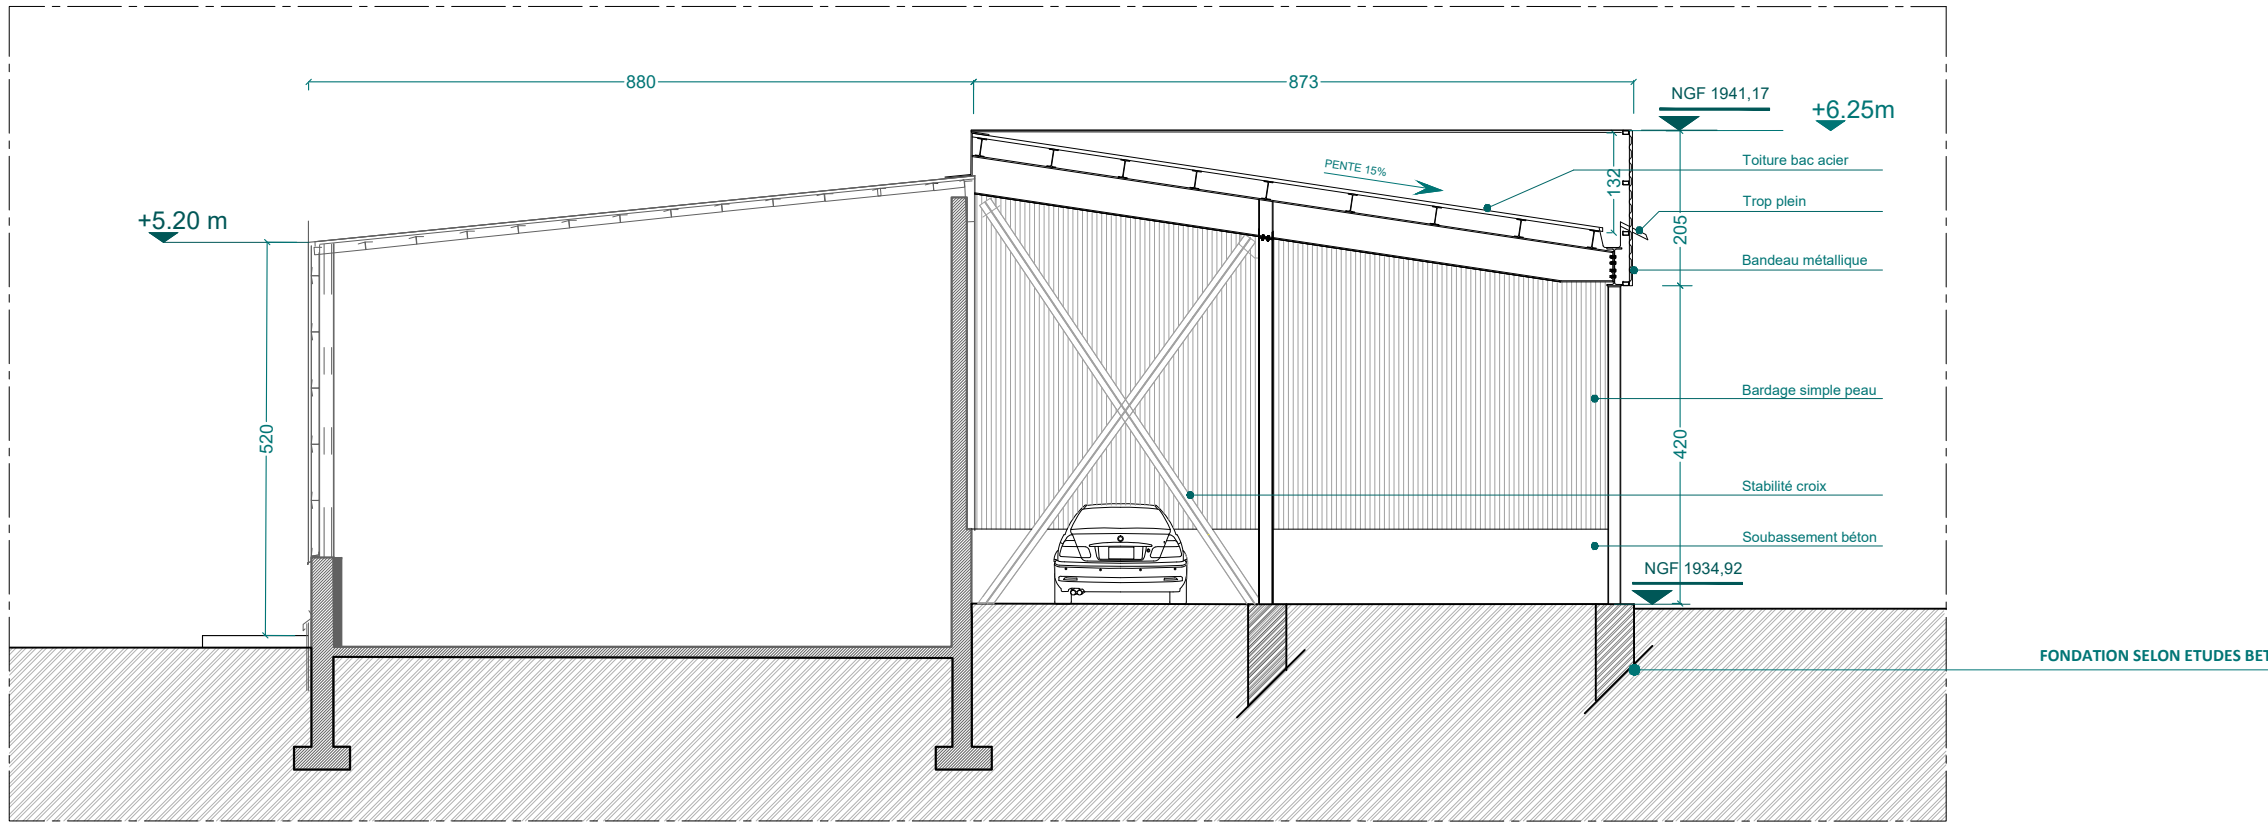 880
873
NGF 1941,17
+6.25m
Toiture bac acier
PENTE 15%
132
Trop plein
+5.20 m
205
Bandeau métallique
Bardage simple peau
520
420
Stabilité croix
Soubassement béton
NGF 1934,92
FONDATION SELON ETUDES BET